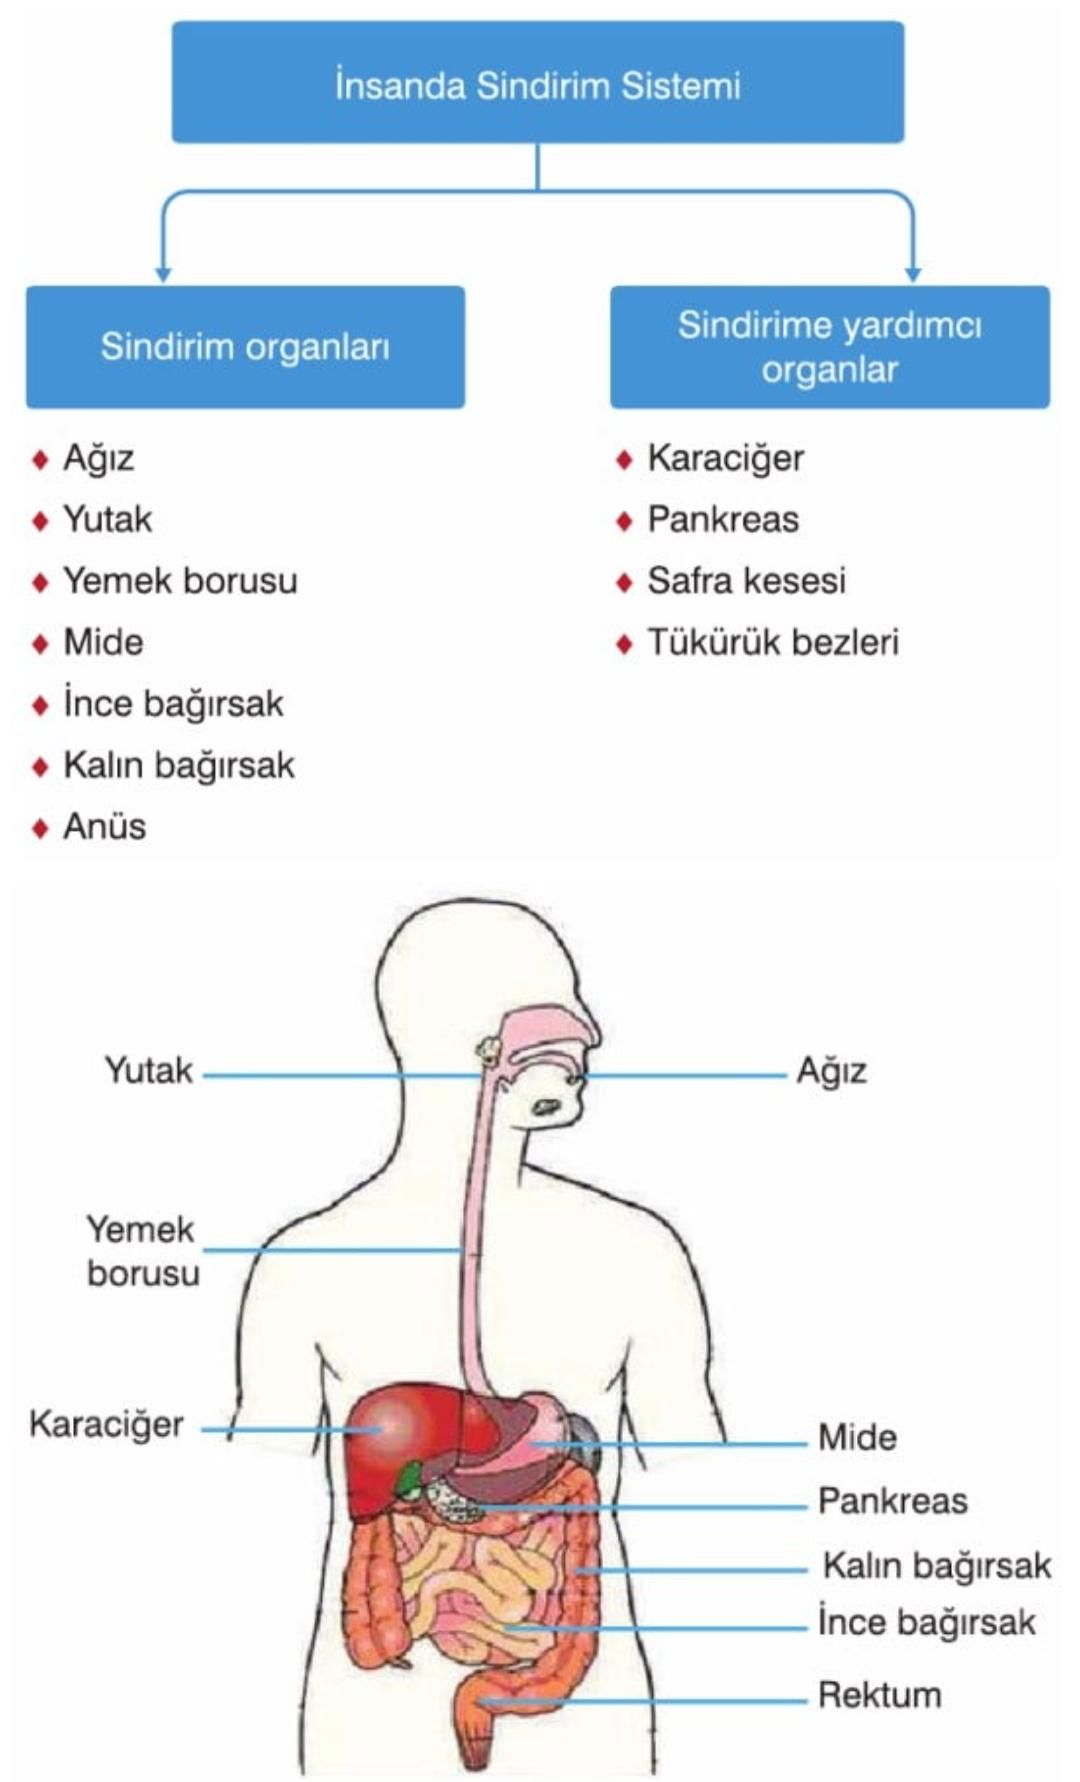 İnsanda Sindirim Sistemi
Sindirim organları
Ağız
Yutak
Yemek borusu
Mide
İnce bağırsak
Kalın bağırsak
Anüs
Sindirime yardımcı
organlar
Karaciğer
Pankreas
Safra kesesi
Tükürük bezleri
Yutak
Ağız
Yemek
borusu
Karaciğer
Mide
Pankreas
Kalın bağırsak
İnce bağırsak
Rektum